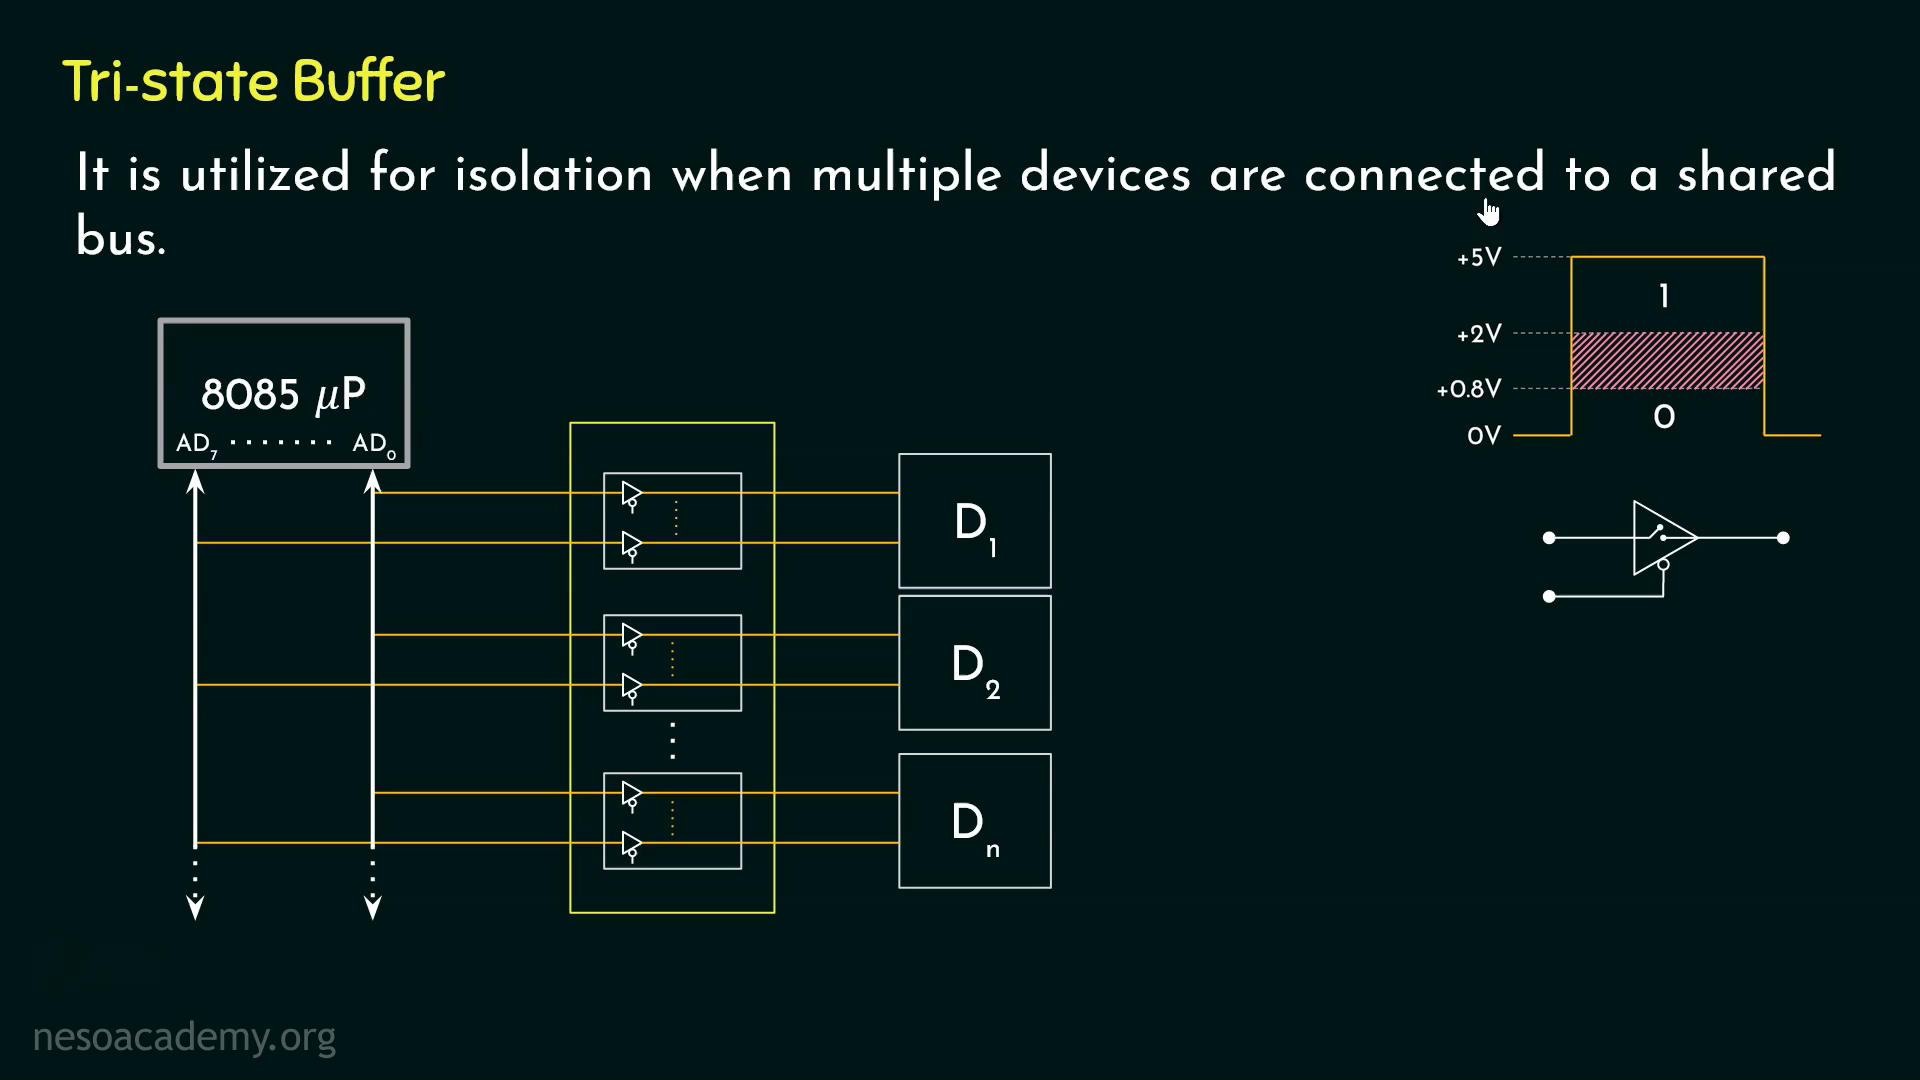 Tri-state Buffer
It is utilized for isolation when multiple devices are connected to a shared
bus.
+5V
1
+2V
+0.8V
0
0V
8085 μP
AD7 ....... AD0
D1
D2
Dn
nesoacademy.org